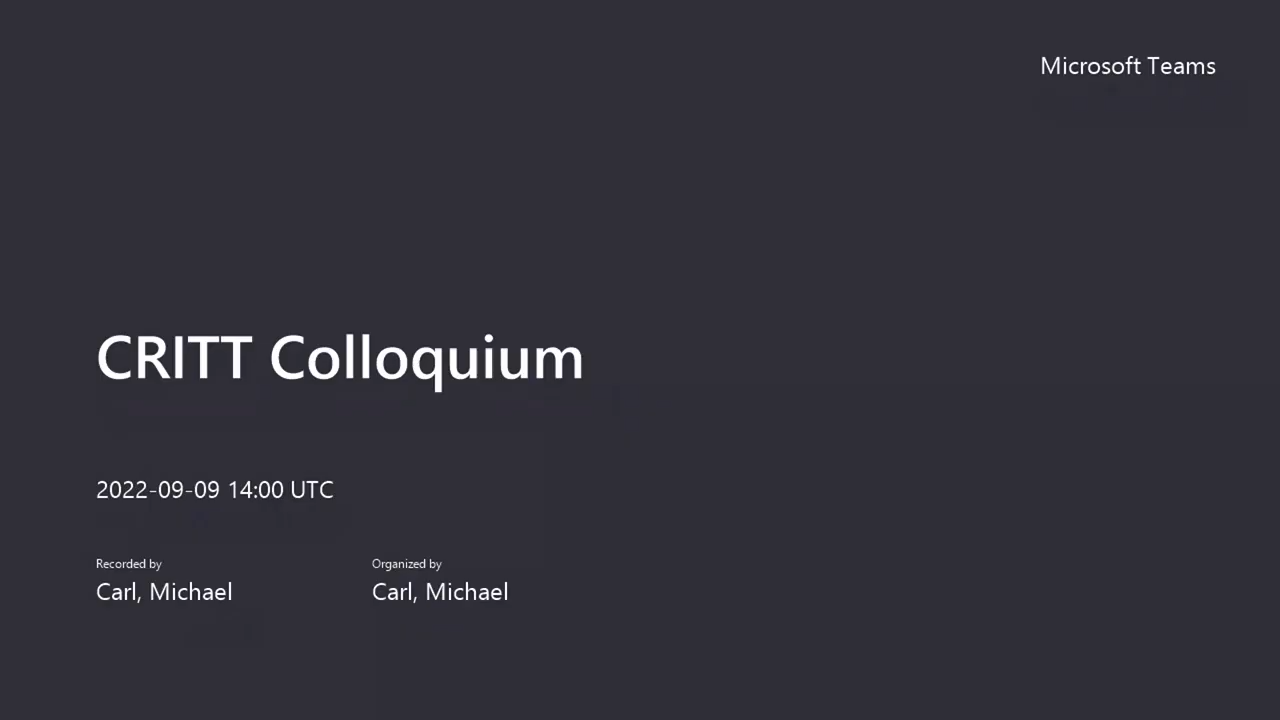 Microsoft Teams
CRITT Colloquium
2022-09-09 14:00 UTC
Recorded by
Carl, Michael
Organized by
Carl, Michael